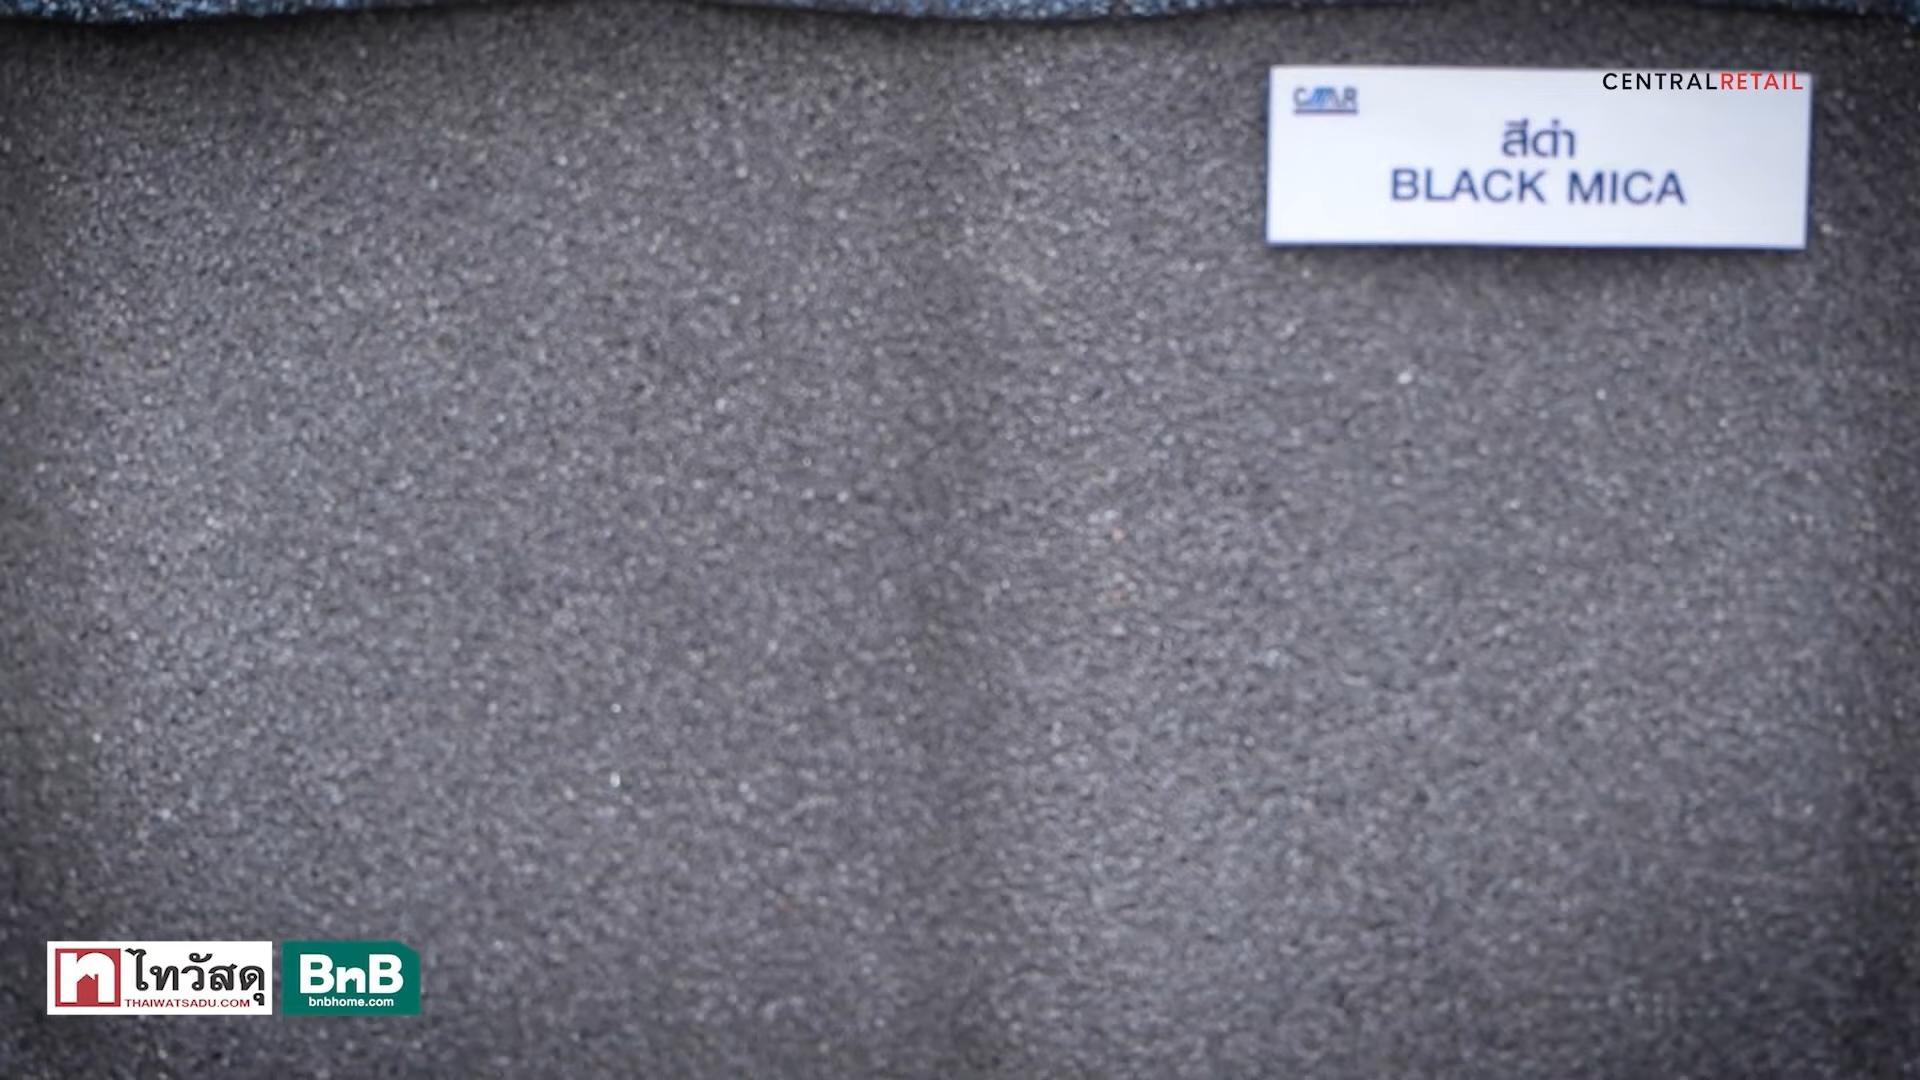 CENTRALRETAIL
สีดำ
BLACK MICA
ไทวัสดุ
THAIWATSADU.COM
BnB
bnbhome.com